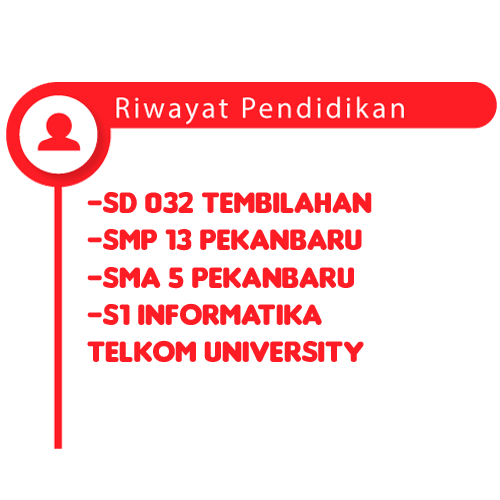 Riwayat Pendidikan
-SD 032 TEMBILAHAN
-SMP 13 PEKANBARU
-SMA 5 PEKANBARU
-S1 INFORMATIKA
TELKOM UNIVERSITY